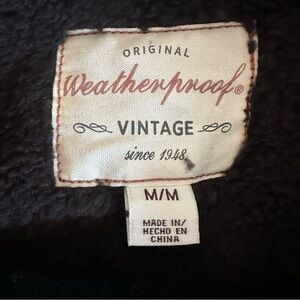 ORIGINAL
Weatherproof®
VINTAGE
since 1948
M/M
MADE IN/
HECHO EN
CHINA